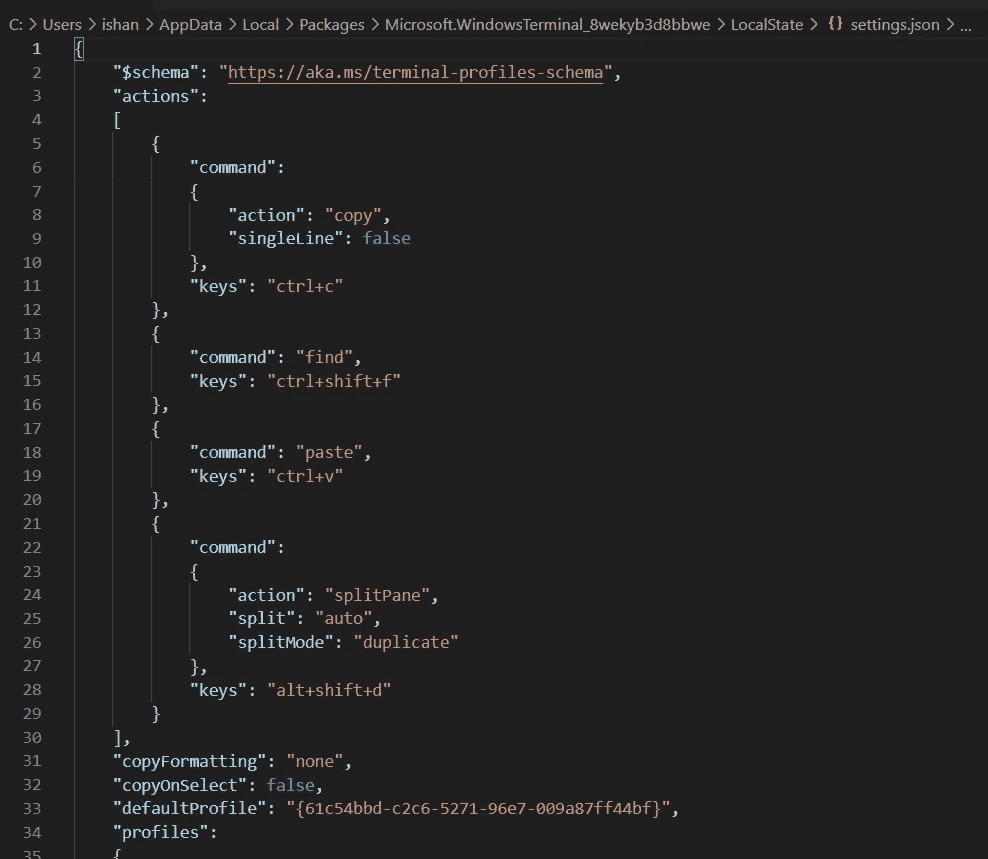 C: > Users > ishan > AppData > Local > Packages > Microsoft.WindowsTerminal_8wekyb3d8bbwe > LocalState > {} settings.json > ...
1 {
2     "$schema": "https://aka.ms/terminal-profiles-schema",
3     "actions":
4     [
5         {
6             "command":
7             {
8                 "action": "copy",
9                 "singleLine": false
10             },
11             "keys": "ctrl+c"
12         },
13         {
14             "command": "find",
15             "keys": "ctrl+shift+f"
16         },
17         {
18             "command": "paste",
19             "keys": "ctrl+v"
20         },
21         {
22             "command":
23             {
24                 "action": "splitPane",
25                 "split": "auto",
26                 "splitMode": "duplicate"
27             },
28             "keys": "alt+shift+d"
29         }
30     ],
31     "copyFormatting": "none",
32     "copyOnSelect": false,
33     "defaultProfile": "{61c54bbd-c2c6-5271-96e7-009a87ff44bf}",
34     "profiles":
35     {